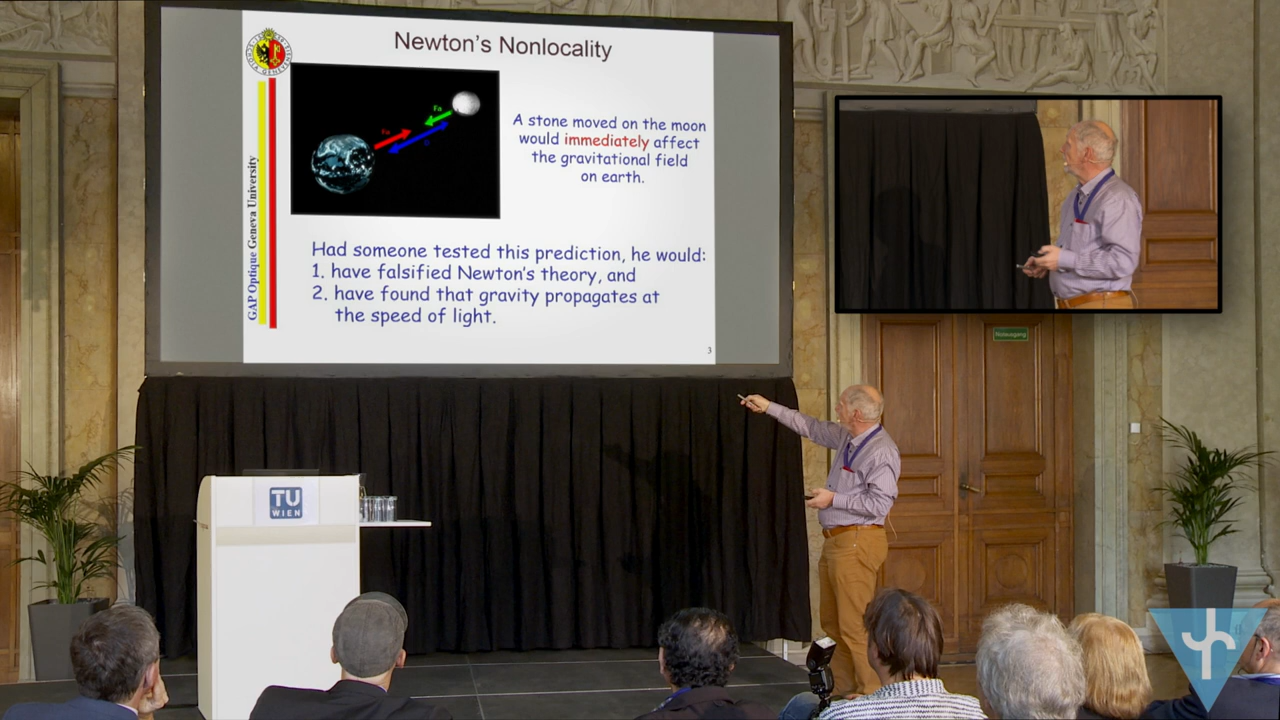 Newton's Nonlocality
A stone moved on the moon
would immediately affect
the gravitational field
on earth.
Had someone tested this prediction, he would:
1. have falsified Newton's theory, and
2. have found that gravity propagates at
the speed of light.
3
GAP Optique Geneva University
TU
WIEN
Notausgang